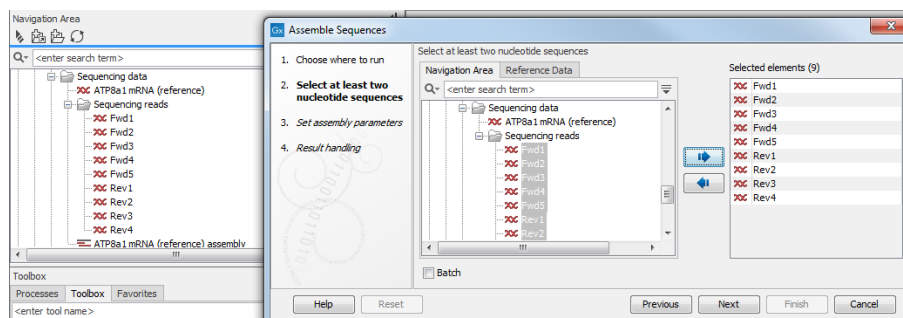 Navigation Area
<enter search term>
Sequencing data
ATP8a1 mRNA (reference)
Sequencing reads
Fwd1
Fwd2
Fwd3
Fwd4
Fwd5
Rev1
Rev2
Rev3
Rev4
ATP8a1 mRNA (reference) assembly
Toolbox
Processes Toolbox Favorites
<enter tool name>
Gx Assemble Sequences
1. Choose where to run
2. Select at least two
nucleotide sequences
3. Set assembly parameters
4. Result handling
Select at least two nucleotide sequences
Navigation Area Reference Data
<enter search term>
Sequencing data
ATP8a1 mRNA (reference)
Sequencing reads
Fwd1
Fwd2
Fwd3
Fwd4
Fwd5
Rev1
Rev2
Batch
Selected elements (9)
Fwd1
Fwd2
Fwd3
Fwd4
Fwd5
Rev1
Rev2
Rev3
Rev4
Help Reset Previous Next Finish Cancel